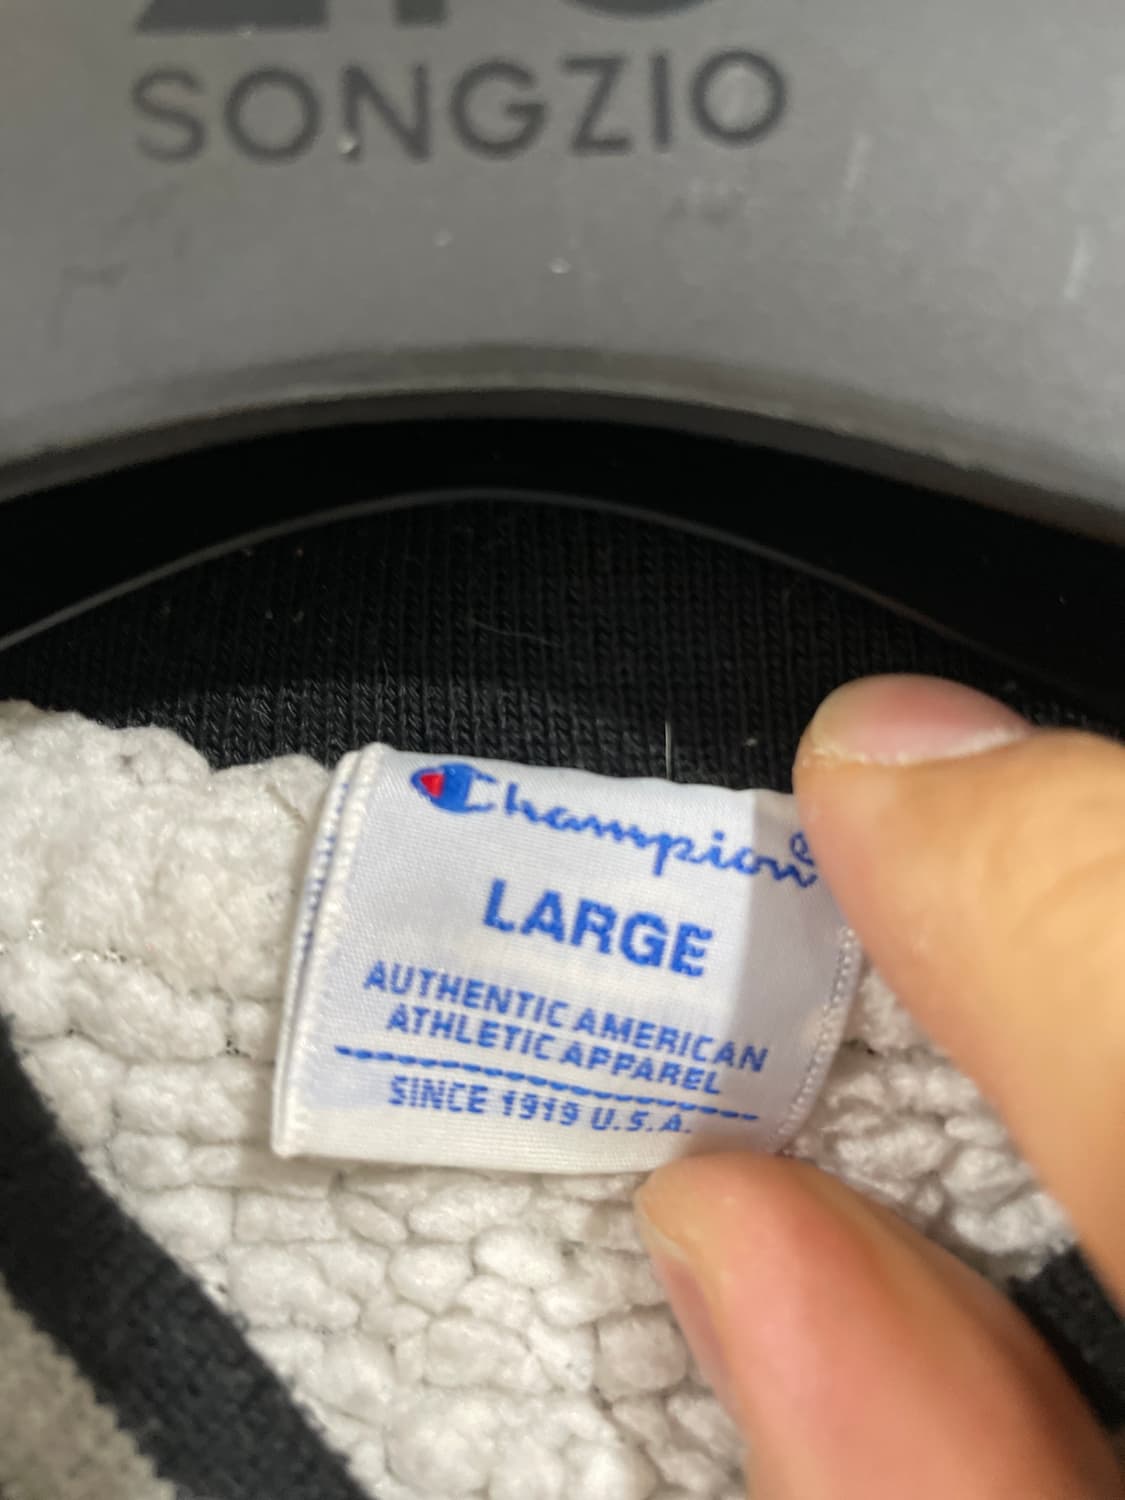 SONGZIO
Champion®
LARGE
AUTHENTIC AMERICAN
ATHLETIC APPAREL
SINCE 1919 U.S.A.